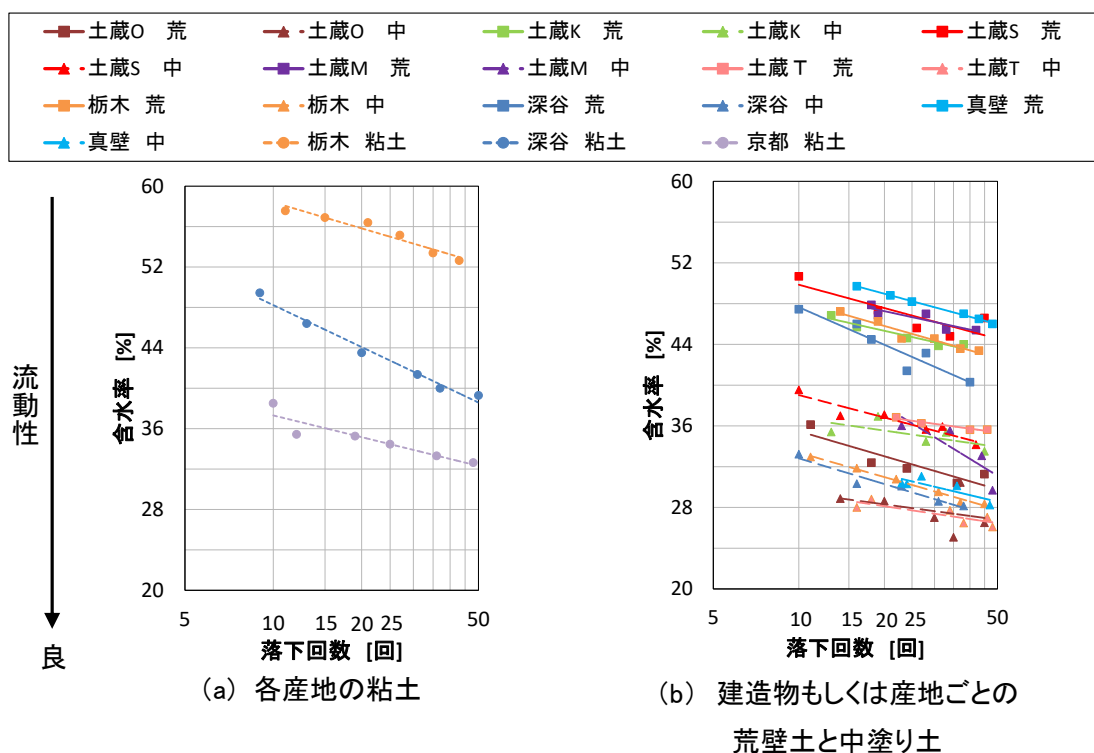 土蔵O 荒 土蔵O 中 土蔵K 荒 土蔵K 中 土蔵S 荒
土蔵S 中 土蔵M 荒 土蔵M 中 土蔵T 荒 土蔵T 中
栃木 荒 栃木 中 深谷 荒 深谷 中 真壁 荒
真壁 中 栃木 粘土 深谷 粘土 京都 粘土
流動性
良
含水率 [%]
60
52
44
36
28
20
5 10 15 20 25 50
落下回数 [回]
(a) 各産地の粘土
含水率 [%]
60
52
44
36
28
20
5 10 15 20 25 50
落下回数 [回]
(b) 建造物もしくは産地ごとの
荒壁土と中塗り土